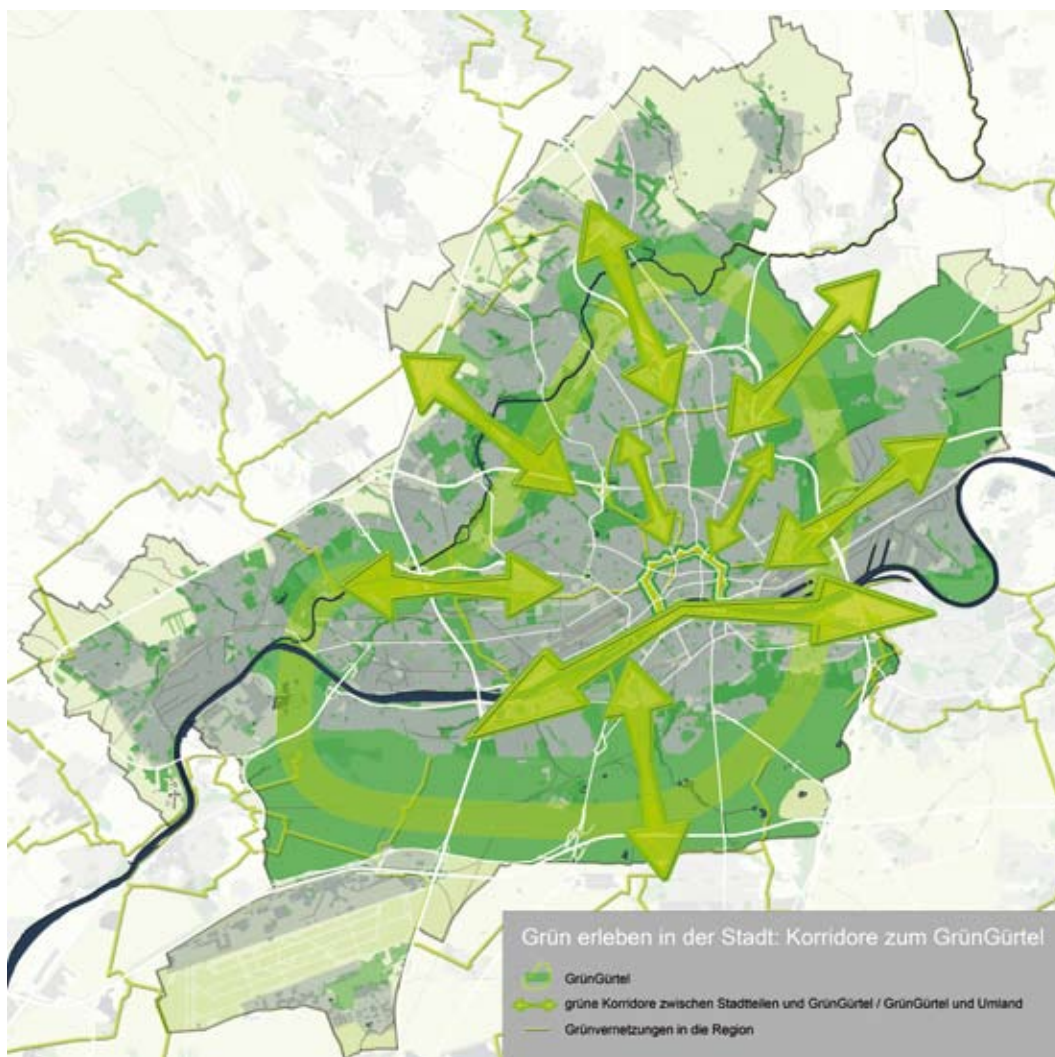 Grün erleben in der Stadt: Korridore zum GrünGürtel
GrünGürtel
grüne Korridore zwischen Stadtteilen und GrünGürtel / GrünGürtel und Umland
Grünvernetzungen in die Region